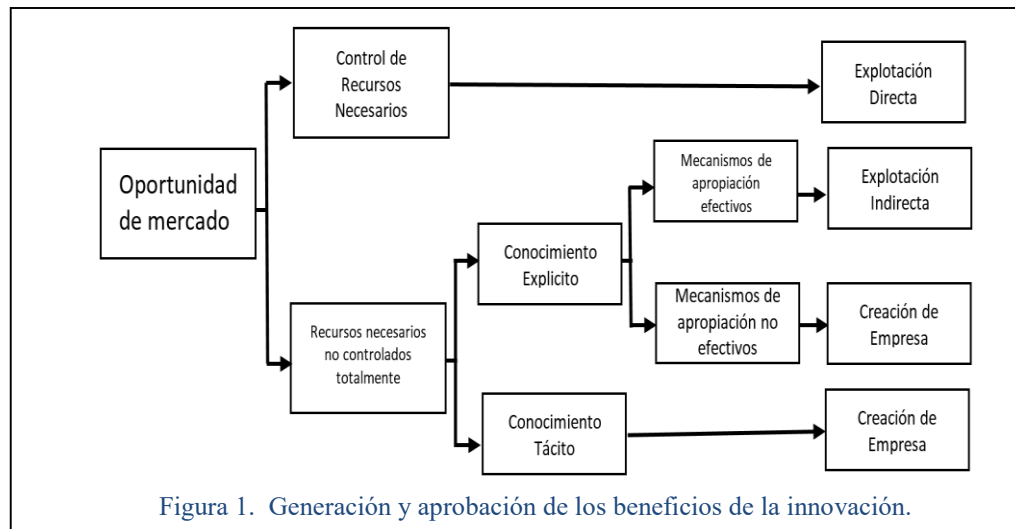 Control de
Recursos
Necesarios
Explotación
Directa
Oportunidad
de mercado
Mecanismos de
apropiación
efectivos
Explotación
Indirecta
Conocimiento
Explicito
Recursos necesarios
no controlados
totalmente
Mecanismos de
apropiación no
efectivos
Creación de
Empresa
Conocimiento
Tácito
Creación de
Empresa
Figura 1. Generación y aprobación de los beneficios de la innovación.